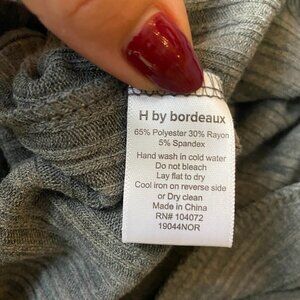 H by bordeaux
65% Polyester 30% Rayon
5% Spandex
Hand wash in cold water
Do not bleach
Lay flat to dry
Cool iron on reverse side
or Dry clean
Made in China
RN# 104072
19044NOR